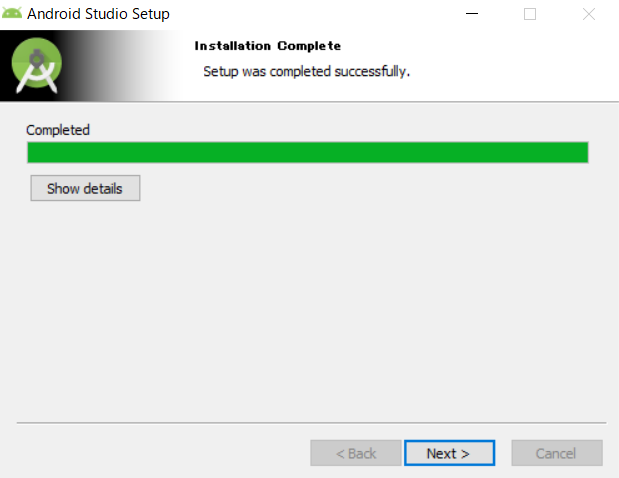 Android Studio Setup
Installation Complete
Setup was completed successfully.
Completed
Show details
< Back Next > Cancel